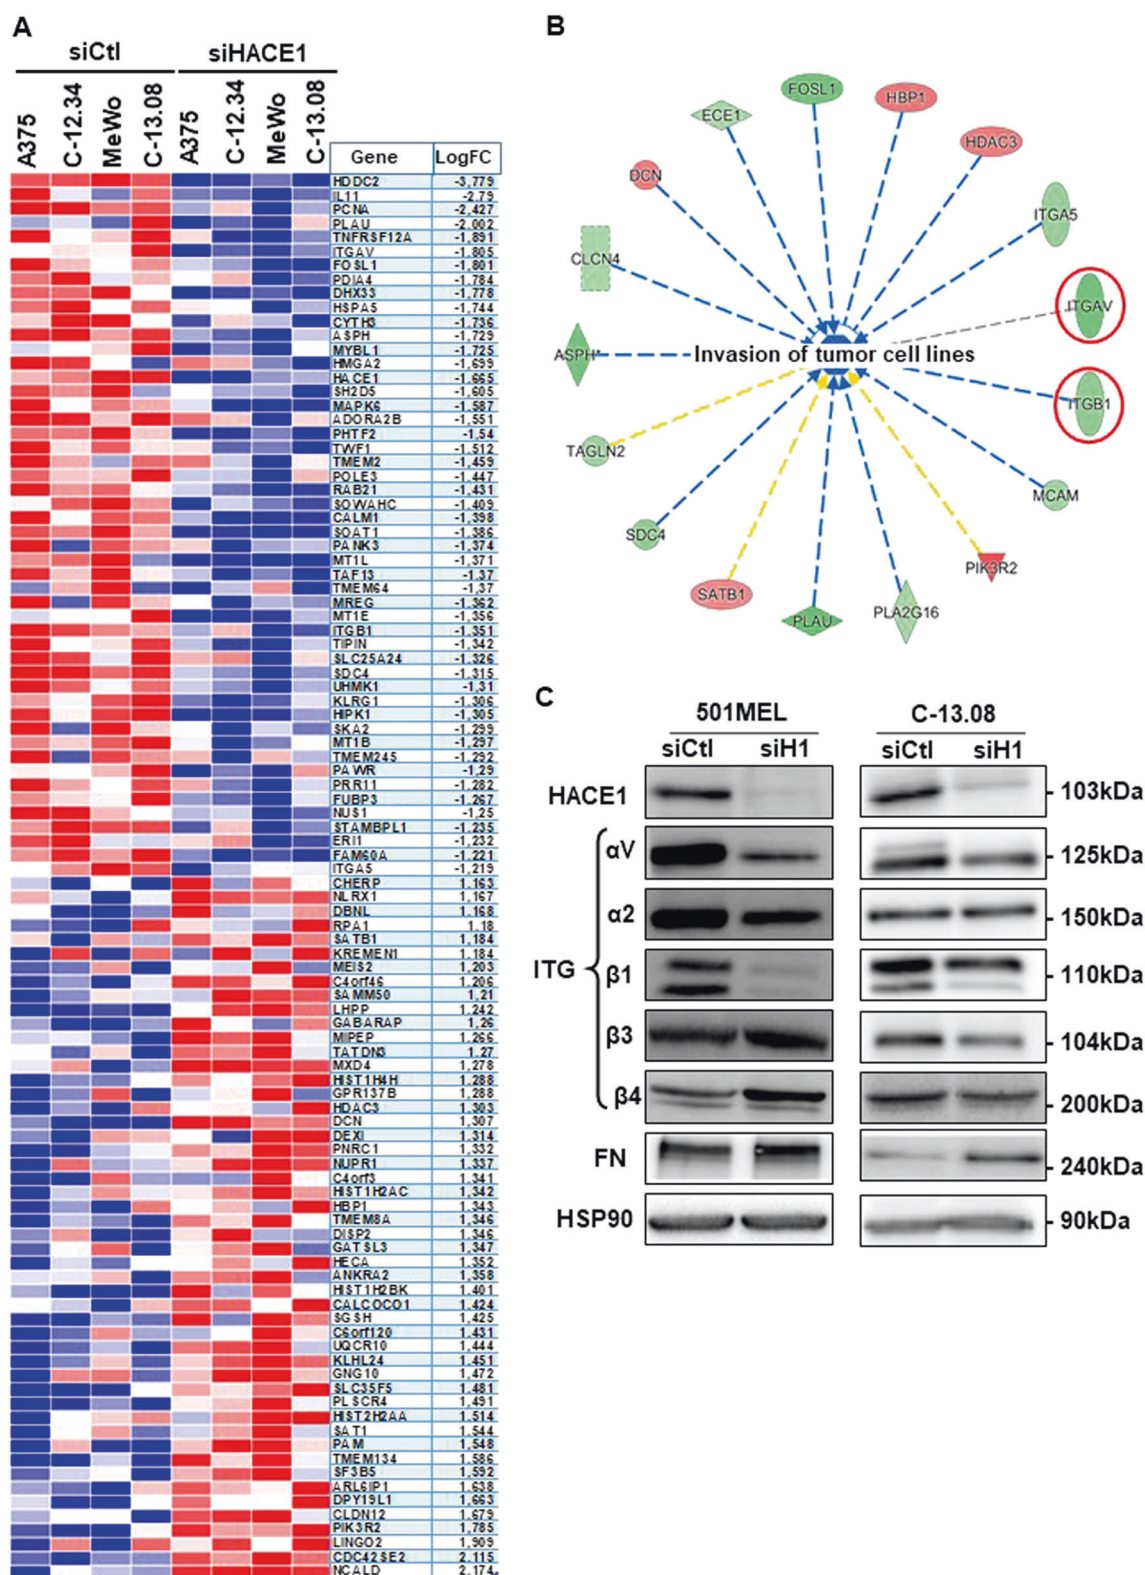 A
siCtl siHACE1
A375 C-12.34 MeWo C-13.08 A375 C-12.34 MeWo C-13.08
Gene LogFC
HDDC2 -3,779
IL11 -2.79
PCNA -2,427
PLAU -2.002
TNFRSF12A -1,891
ITGAV -1.805
FOSL1 -1,801
PDIA4 -1.784
DHX33 -1,778
HSPA5 -1,744
CYTH3 -1,736
ASPH -1,729
MYBL1 -1.725
HMGA2 -1,699
HACE1 -1,665
SH2D5 -1,605
MAPK6 -1,587
ADORA2B -1,551
PHTF2 -1,54
TWF1 -1.512
TMEM2 -1,459
POLE3 -1.447
RAB21 -1,431
SOWAHC -1.409
CALM1 -1,398
SOAT1 -1.386
PANK3 -1,374
MT1L -1,371
TAF13 -1.37
TMEM64 -1,37
MREG -1.362
MT1E -1,356
ITGB1 -1.351
TIPIN -1,342
SLC25A24 -1.326
SDC4 -1.315
UHMK1 -1,31
KLRG1 -1.306
HIPK1 -1,305
SKA2 -1.299
MT1B -1.297
TMEM245 -1.292
PAWR -1,29
PRR11 -1.282
FUBP3 -1.267
NUS1 -1,25
STAMBPL1 -1.235
ERI1 -1,232
FAM60A -1.221
ITGA5 -1,219
CHERP 1.163
NLRX1 1,167
DBNL 1.168
RPA1 1.18
SATB1 1,184
KREMEN1 1.184
MEIS2 1,203
C4orf46 1.206
SAMM50 1,21
LHPP 1.242
GABARAP 1,26
MIPEP 1.266
TATDN3 1.27
MXD4 1,278
HIST1H4H 1.288
GPR137B 1,288
HDAC3 1.303
DCN 1,307
DEXI 1.314
PNRC1 1.332
NUPR1 1.337
C4orf3 1.341
HIST1H2AC 1,342
HBP1 1.343
TMEM8A 1,346
DISP2 1.346
GATSL3 1,347
HECA 1.352
ANKRA2 1,358
HIST1H2BK 1.401
CALCOCO1 1.424
SGSH 1,425
C6orf120 1.431
UQCR10 1,444
KLHL24 1.451
GNG10 1,472
SLC35F5 1.481
PLSCR4 1,491
HIST2H2AA 1.514
SAT1 1.544
PAM 1,548
TMEM134 1.586
SF3B5 1,592
ARL6IP1 1.638
DPY19L1 1,663
CLDN12 1.679
PIK3R2 1,785
LINGO2 1,909
CDC42SE2 2.115
NCALD 2,174
B
FOSL1
HBP1
ECE1
HDAC3
DCN
ITGA5
CLCN4
ITGAV
ASPH*
Invasion of tumor cell lines
ITGB1
TAGLN2
MCAM
SDC4
PIK3R2
SATB1
PLA2G16
PLAU
C
501MEL C-13.08
siCtl siH1 siCtl siH1
HACE1 103kDa
αV 125kDa
α2 150kDa
ITG
β1 110kDa
β3 104kDa
β4 200kDa
FN 240kDa
HSP90 90kDa